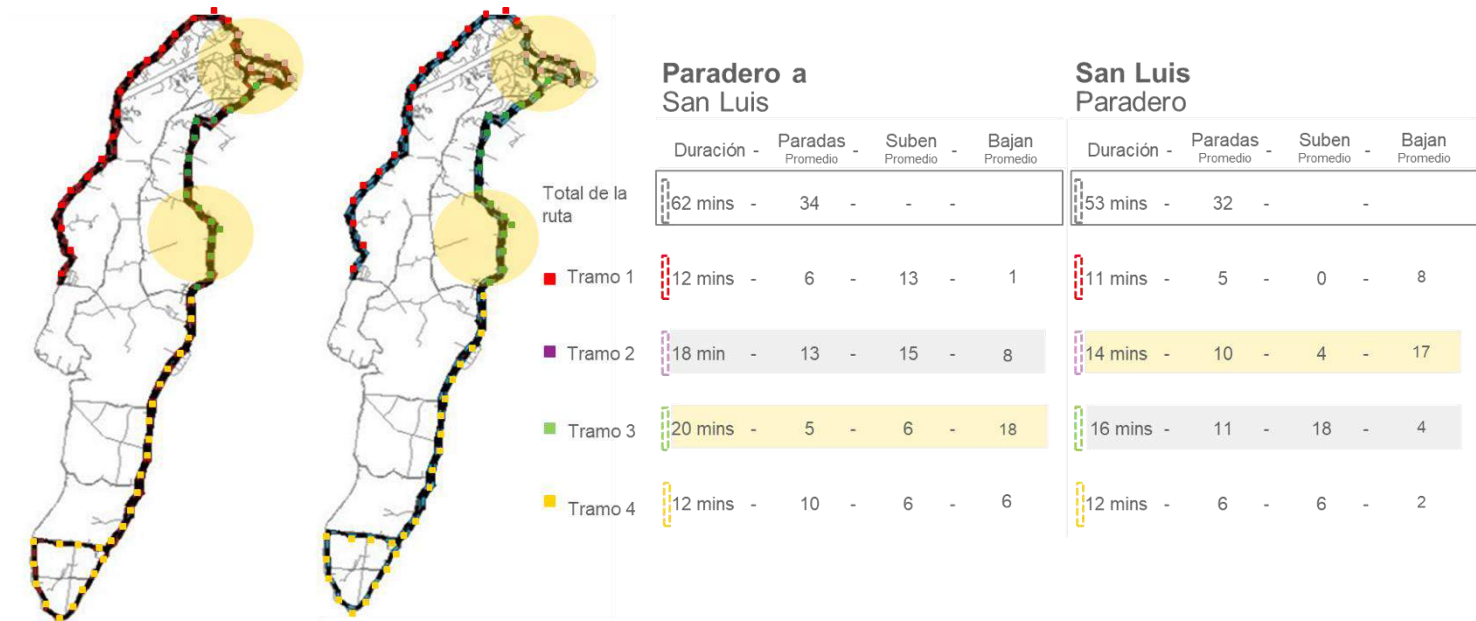 Paradero a
San Luis
San Luis
Paradero
Duración - Paradas Promedio - Suben Promedio - Bajan Promedio
Duración - Paradas Promedio - Suben Promedio - Bajan Promedio
Total de la
ruta
62 mins - 34 - - -
53 mins - 32 -
Tramo 1
12 mins - 6 - 13 - 1
11 mins - 5 - 0 - 8
Tramo 2
18 min - 13 - 15 - 8
14 mins - 10 - 4 - 17
Tramo 3
20 mins - 5 - 6 - 18
16 mins - 11 - 18 - 4
Tramo 4
12 mins - 10 - 6 - 6
12 mins - 6 - 6 - 2